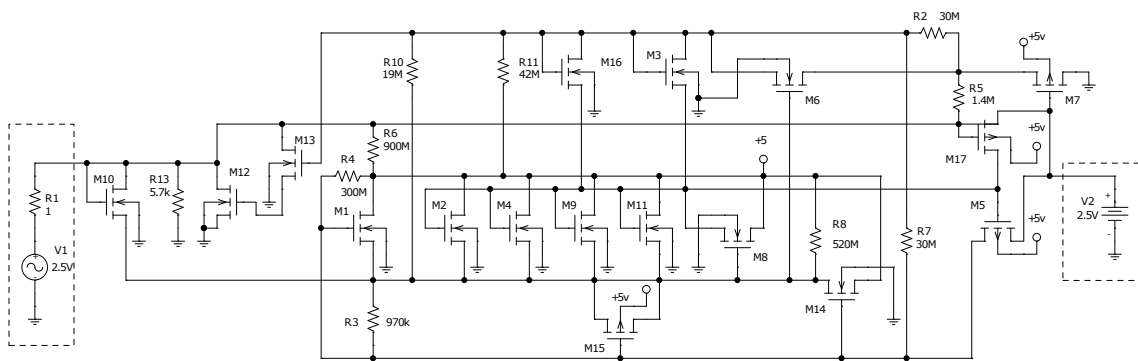 R2 30M
+5v
R10
19M
R11
42M
M16
M3
M6
R5
1.4M
M7
M13
R6
900M
+5v
M17
R4
300M
+5
M10
R13
5.7k
M12
R1
1
M1
M2
M4
M9
M11
M5
+5v
V2
2.5V
+
-
R8
520M
R7
30M
M8
V1
2.5V
+5v
M14
R3 970k
M15